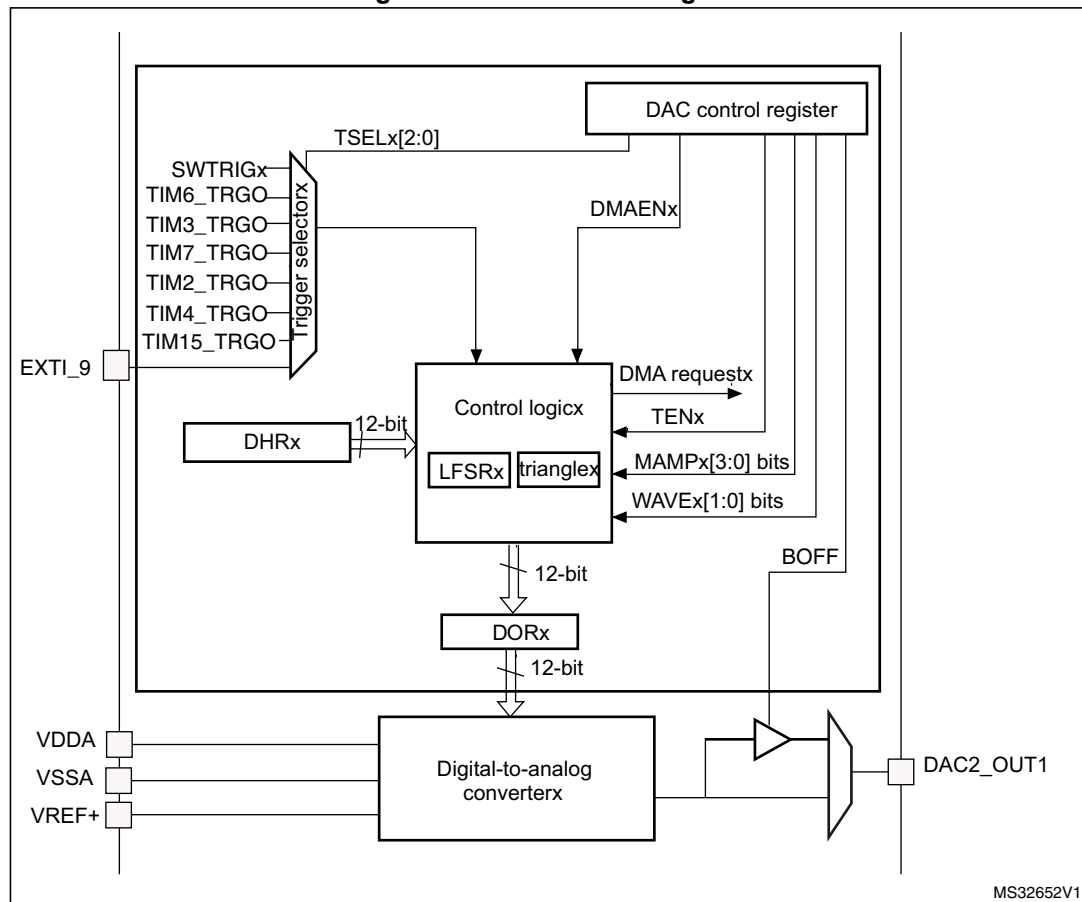 DAC control register
TSELx[2:0]
SWTRIGx
TIM6_TRGO
TIM3_TRGO
TIM7_TRGO
TIM2_TRGO
TIM4_TRGO
TIM15_TRGO
Trigger selectorx
DMAENx
EXTI_9
DMA requestx
Control logicx
TENx
12-bit
DHRx
LFSRx
trianglex
MAMPx[3:0] bits
WAVEx[1:0] bits
BOFF
12-bit
DORx
12-bit
VDDA
VSSA
VREF+
Digital-to-analog
converterx
DAC2_OUT1
MS32652V1